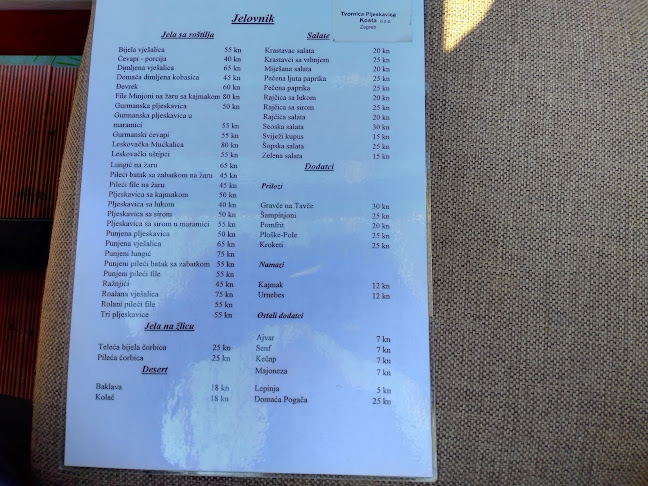 Jelovnik
Tvornica Pljeskavica
Kosta d.o.o.
Zagreb
Jela sa roštilja
Bijela vješalica 55 kn
Cevapi - porcija 40 kn
Dimljena vješalica 65 kn
Domaća dimljena kobasica 45 kn
Đevrek 60 kn
File Minjoni na žaru sa kajmakom 80 kn
Gurmanska pljeskavica 50 kn
Gurmanska pljeskavica u
maramici 55 kn
Gurmanski ćevapi 55 kn
Leskovačka Mućkalica 80 kn
Leskovački uštipci 55 kn
Lungić na žaru 65 kn
Pileći batak sa zabatkom na žaru 45 kn
Pileći file na žaru 45 kn
Pljeskavica sa kajmakom 50 kn
Pljeskavica sa lukom 40 kn
Pljeskavica sa sirom 50 kn
Pljeskavica sa sirom u maramici 55 kn
Punjena pljeskavica 50 kn
Punjena vješalica 65 kn
Punjeni lungić 75 kn
Punjeni pileći batak sa zabatkom 55 kn
Punjeni pileći file 55 kn
Ražnjići 45 kn
Roalana vješalica 75 kn
Rolani pileći file 55 kn
Tri pljeskavice 55 kn
Jela na žlicu
Teleća bijela čorbica 25 kn
Pileća čorbica 25 kn
Desert
Baklava 18 kn
Kolač 18 kn
Salate
Krastavac salata 20 kn
Krastavci sa vrhnjem 25 kn
Miješana salata 20 kn
Pečena ljuta paprika 25 kn
Pečena paprika 25 kn
Rajčica sa lukom 20 kn
Rajčica sa sirom 25 kn
Rajčica salata 20 kn
Seoska salata 30 kn
Svježi kupus 15 kn
Šopska salata 25 kn
Zelena salata 15 kn
Dodatci
Prilozi
Gravče na Tavče 30 kn
Šampinjoni 25 kn
Pomfrit 20 kn
Ploške-Pole 25 kn
Kroketi 25 kn
Namazi
Kajmak 12 kn
Urnebes 12 kn
Ostali dodatci
Ajvar 7 kn
Senf 7 kn
Kečap 7 kn
Majoneza 7 kn
Lepinja 5 kn
Domaća Pogača 25 kn